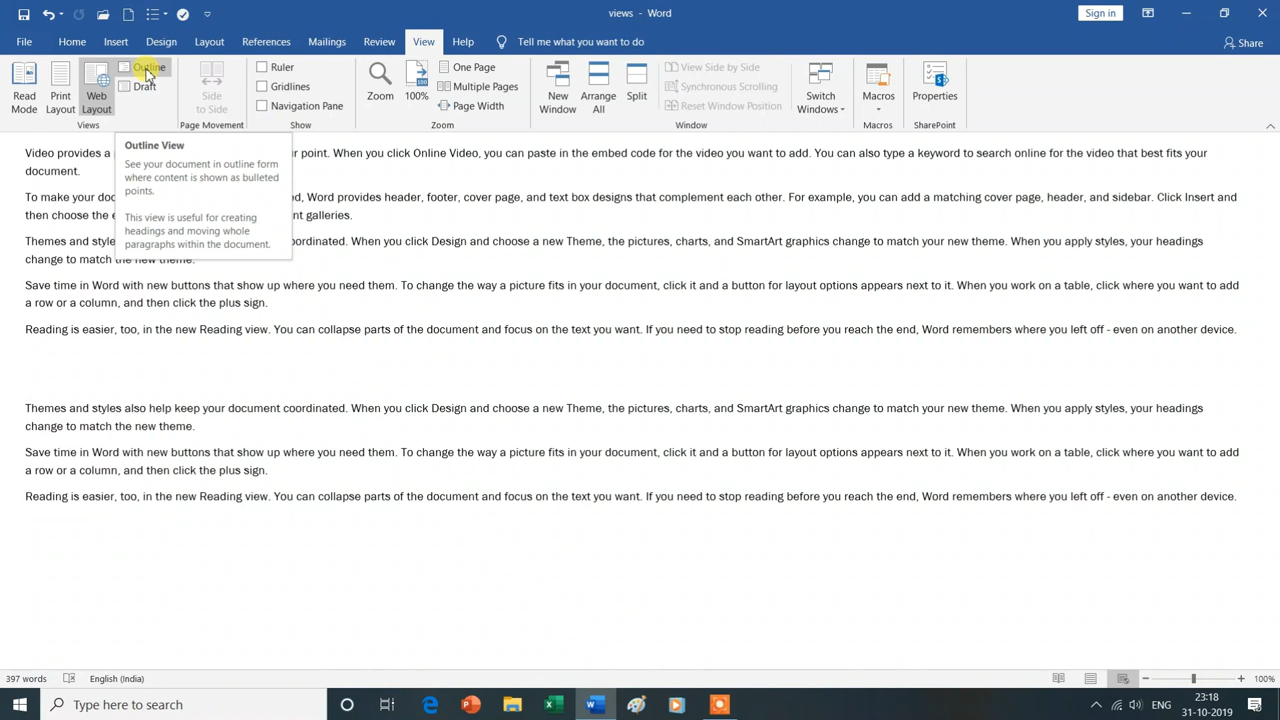 views - Word
Sign in
File Home Insert Design Layout References Mailings Review View Help Tell me what you want to do Share
Read Mode
Print Layout
Web Layout
Outline
Draft
Views
Side to Side
Page Movement
Ruler
Gridlines
Navigation Pane
Show
Zoom
100%
One Page
Multiple Pages
Page Width
Zoom
New Window
Arrange All
Split
View Side by Side
Synchronous Scrolling
Reset Window Position
Switch Windows
Window
Macros
Macros
Properties
SharePoint
Outline View
See your document in outline form
where content is shown as bulleted
points.
This view is useful for creating
headings and moving whole
paragraphs within the document.
Video provides a p r point. When you click Online Video, you can paste in the embed code for the video you want to add. You can also type a keyword to search online for the video that best fits your
document.
To make your doc d, Word provides header, footer, cover page, and text box designs that complement each other. For example, you can add a matching cover page, header, and sidebar. Click Insert and
then choose the e nt galleries.
Themes and style coordinated. When you click Design and choose a new Theme, the pictures, charts, and SmartArt graphics change to match your new theme. When you apply styles, your headings
change to match the new theme.
Save time in Word with new buttons that show up where you need them. To change the way a picture fits in your document, click it and a button for layout options appears next to it. When you work on a table, click where you want to add
a row or a column, and then click the plus sign.
Reading is easier, too, in the new Reading view. You can collapse parts of the document and focus on the text you want. If you need to stop reading before you reach the end, Word remembers where you left off - even on another device.
Themes and styles also help keep your document coordinated. When you click Design and choose a new Theme, the pictures, charts, and SmartArt graphics change to match your new theme. When you apply styles, your headings
change to match the new theme.
Save time in Word with new buttons that show up where you need them. To change the way a picture fits in your document, click it and a button for layout options appears next to it. When you work on a table, click where you want to add
a row or a column, and then click the plus sign.
Reading is easier, too, in the new Reading view. You can collapse parts of the document and focus on the text you want. If you need to stop reading before you reach the end, Word remembers where you left off - even on another device.
397 words English (India) 100%
Type here to search
ENG
23:18
31-10-2019